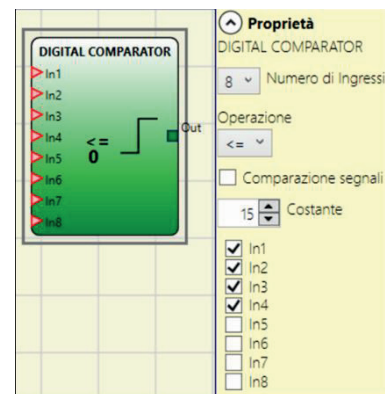 DIGITAL COMPARATOR
In1
In2
In3
In4
In5
In6
In7
In8
<=
0
Out
Proprietà
DIGITAL COMPARATOR
8 Numero di Ingressi
Operazione
<=
Comparazione segnali
15 Costante
In1
In2
In3
In4
In5
In6
In7
In8